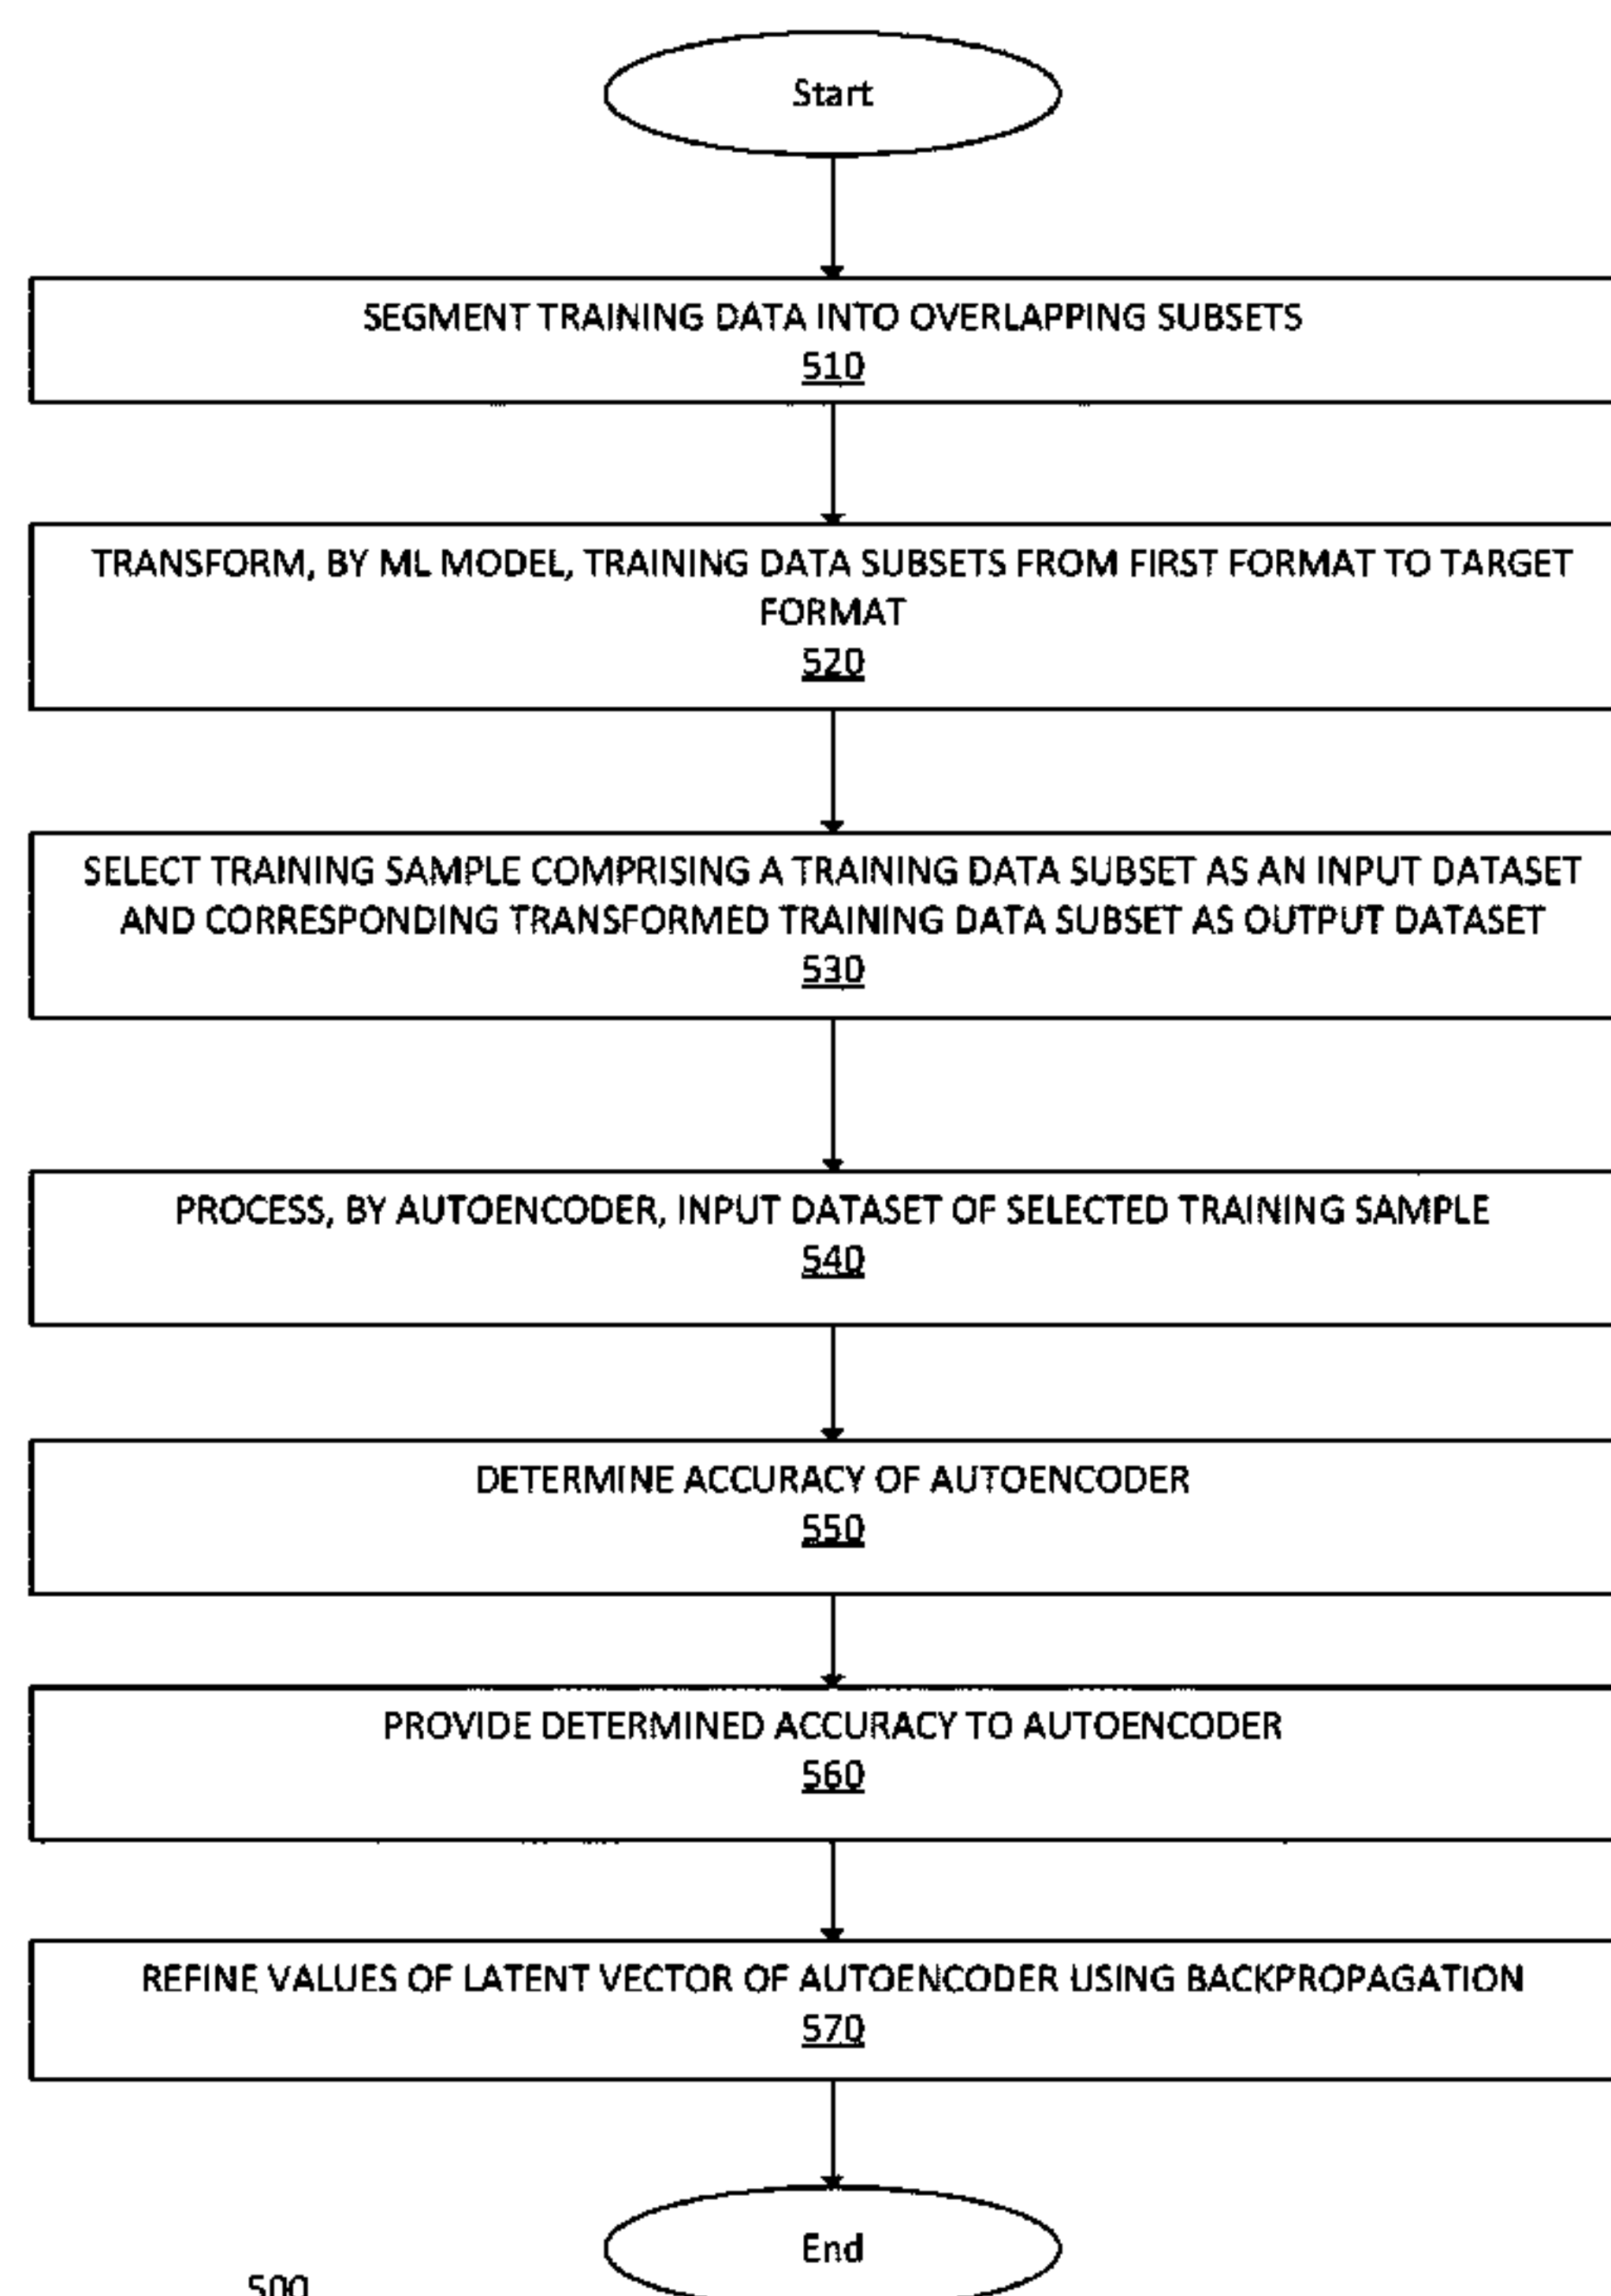 Start
SEGMENT TRAINING DATA INTO OVERLAPPING SUBSETS
510
TRANSFORM, BY ML MODEL, TRAINING DATA SUBSETS FROM FIRST FORMAT TO TARGET
FORMAT
520
SELECT TRAINING SAMPLE COMPRISING A TRAINING DATA SUBSET AS AN INPUT DATASET
AND CORRESPONDING TRANSFORMED TRAINING DATA SUBSET AS OUTPUT DATASET
530
PROCESS, BY AUTOENCODER, INPUT DATASET OF SELECTED TRAINING SAMPLE
540
DETERMINE ACCURACY OF AUTOENCODER
550
PROVIDE DETERMINED ACCURACY TO AUTOENCODER
560
REFINE VALUES OF LATENT VECTOR OF AUTOENCODER USING BACKPROPAGATION
570
End
500